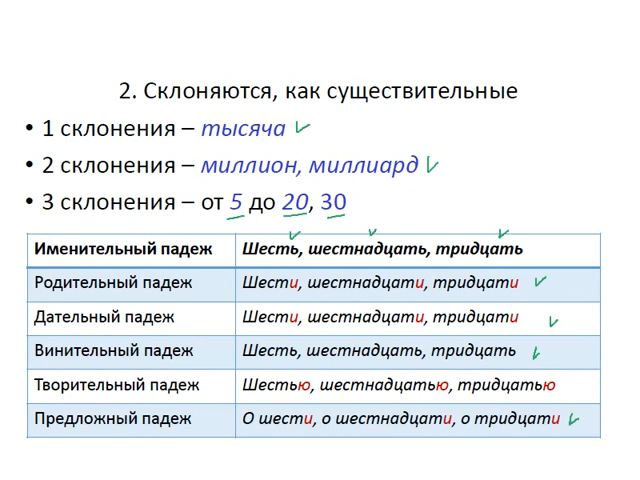 2. Склоняются, как существительные
• 1 склонения – тысяча
• 2 склонения – миллион, миллиард
• 3 склонения – от 5 до 20, 30
Именительный падеж Шесть, шестнадцать, тридцать
Родительный падеж Шести, шестнадцати, тридцати
Дательный падеж Шести, шестнадцати, тридцати
Винительный падеж Шесть, шестнадцать, тридцать
Творительный падеж Шестью, шестнадцатью, тридцатью
Предложный падеж О шести, о шестнадцати, о тридцати